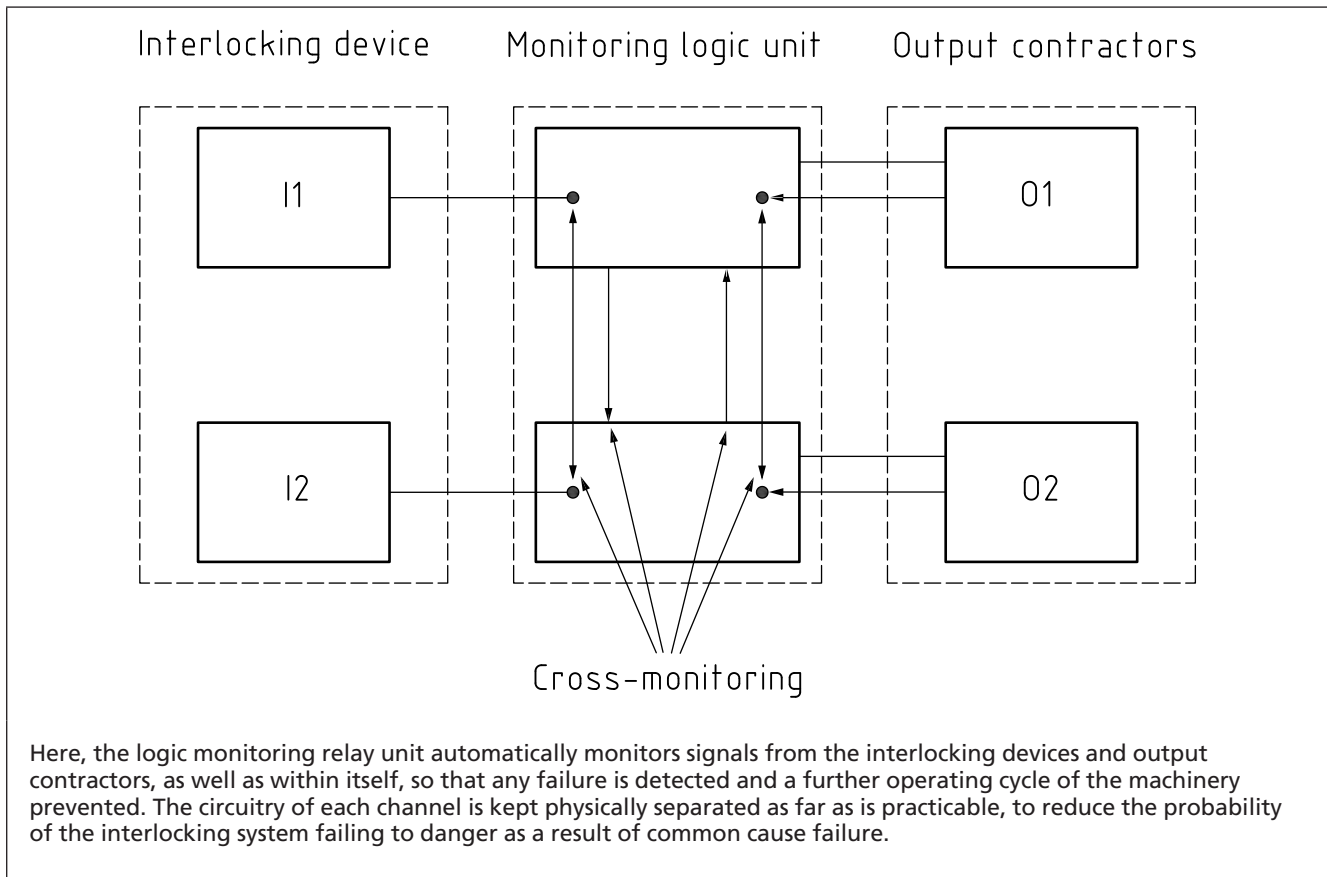 Interlocking device
Monitoring logic unit
Output contractors
I1
O1
I2
O2
Cross-monitoring
Here, the logic monitoring relay unit automatically monitors signals from the interlocking devices and output
contractors, as well as within itself, so that any failure is detected and a further operating cycle of the machinery
prevented. The circuitry of each channel is kept physically separated as far as is practicable, to reduce the probability
of the interlocking system failing to danger as a result of common cause failure.